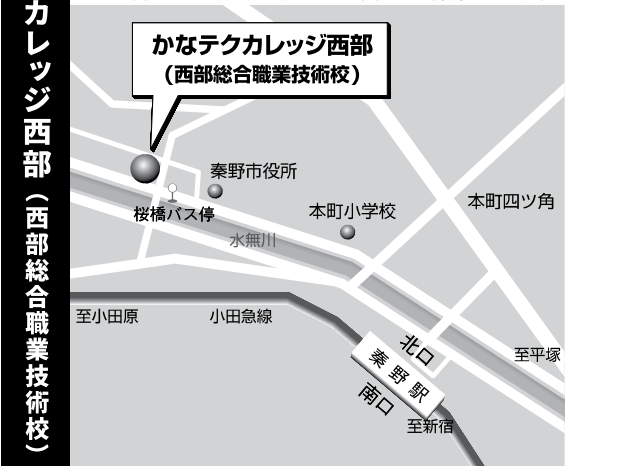 カレッジ西部（西部総合職業技術校）
かなテクカレッジ西部
（西部総合職業技術校）
秦野市役所
桜橋バス停
本町小学校
本町四ツ角
水無川
至小田原
小田急線
北口
秦野駅
南口
至平塚
至新宿